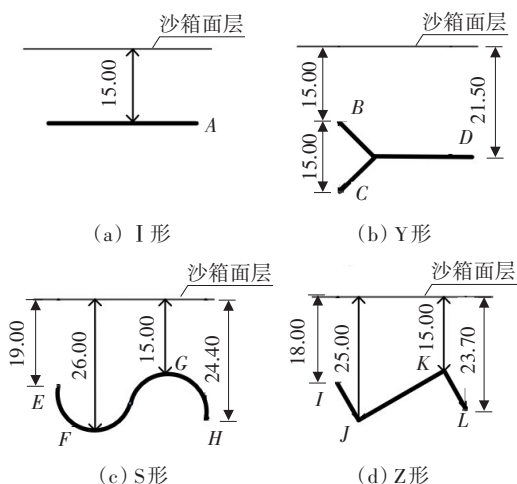 沙箱面层
15.00
A
(a) I 形
沙箱面层
15.00
15.00
21.50
B
C
D
(b) Y形
沙箱面层
19.00
26.00
15.00
24.40
E
F
G
H
(c) S形
沙箱面层
18.00
25.00
15.00
23.70
I
J
K
L
(d) Z形